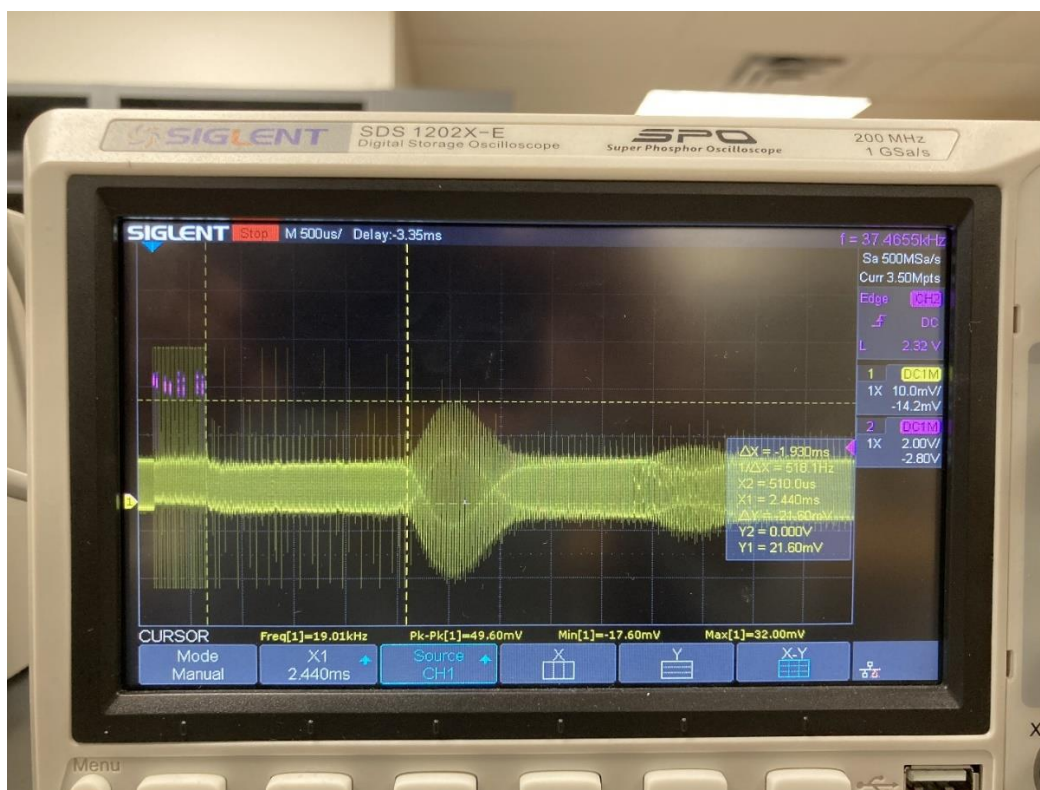 SIGLENT SDS 1202X-E SPO 200 MHz
Digital Storage Oscilloscope Super Phosphor Oscilloscope 1 GSa/s
SIGLENT Stop M 500us/ Delay:-3.35ms f = 37.4655kHz
Sa 500MSa/s
Curr 3.50Mpts
Edge CH2
DC
L 2.32 V
1 DC1M
1X 10.0mV/
-14.2mV
2 DC1M
1X 2.00V/
-2.80V
1
ΔX = -1.930ms
1/ΔX = 518.1Hz
X2 = 510.0us
X1 = 2.440ms
ΔY = -21.60mV
Y2 = 0.000V
Y1 = 21.60mV
CURSOR Freq[1]=19.01kHz Pk-Pk[1]=49.60mV Min[1]=-17.60mV Max[1]=32.00mV
Mode X1 Source X Y X-Y
Manual 2.440ms CH1
Menu
X